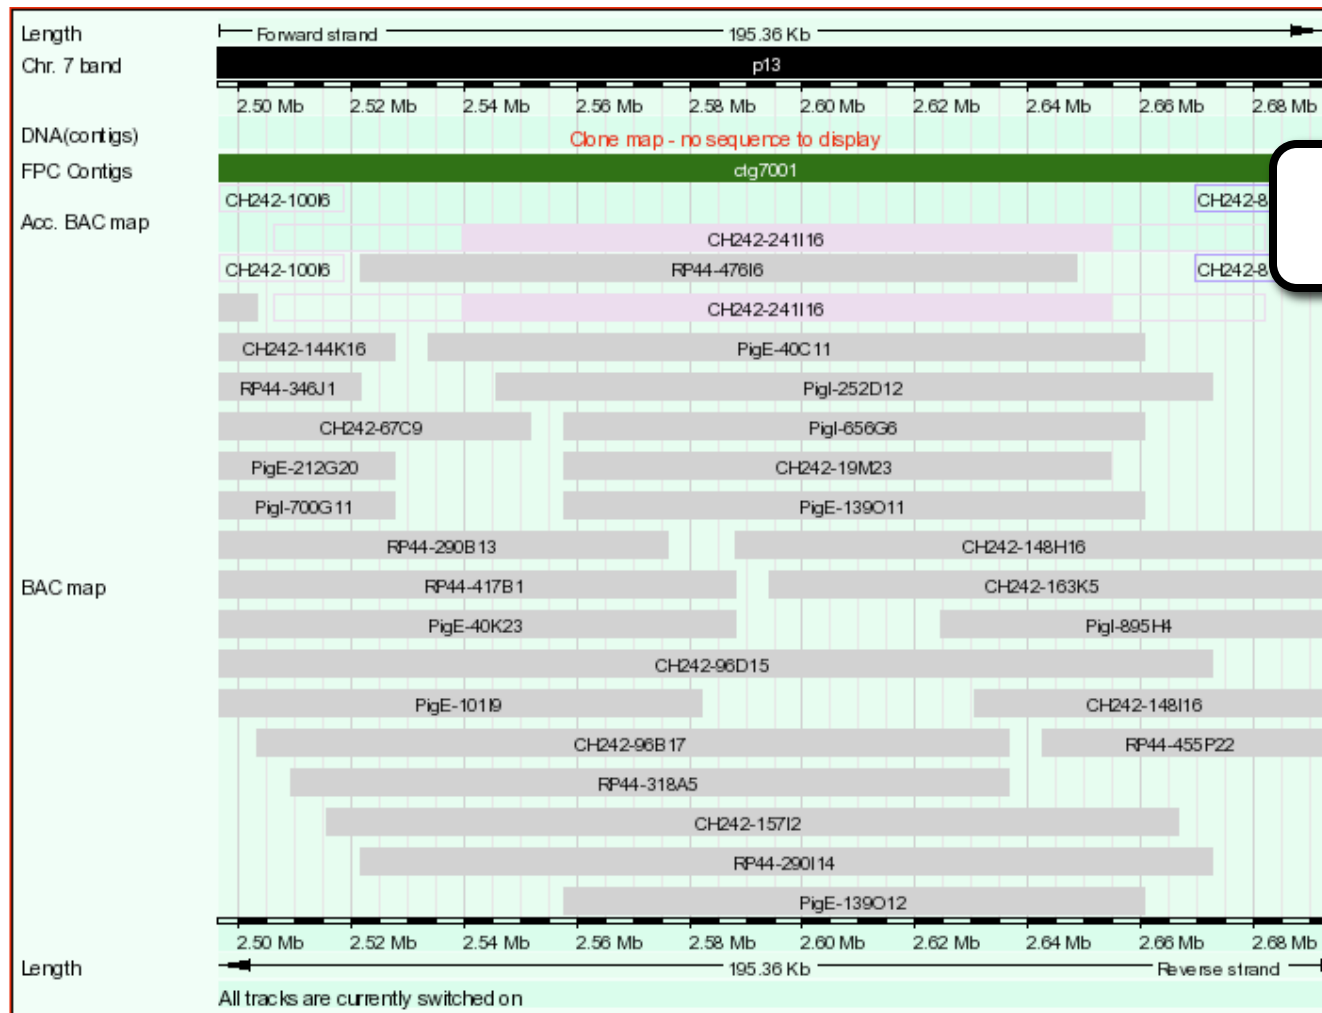 Length Forward strand 195.36 Kb
Chr. 7 band p13
2.50 Mb 2.52 Mb 2.54 Mb 2.56 Mb 2.58 Mb 2.60 Mb 2.62 Mb 2.64 Mb 2.66 Mb 2.68 Mb
DNA(contigs) Clone map - no sequence to display
FPC Contigs ctg7001
CH242-100I6 CH242-8
Acc. BAC map
CH242-241I16
CH242-100I6 RP44-476I6 CH242-8
CH242-241I16
CH242-144K16 PigE-40C11
RP44-346J1 PigI-252D12
CH242-67C9 PigI-656G6
PigE-212G20 CH242-19M23
PigI-700G11 PigE-139O11
RP44-290B13 CH242-148H16
BAC map RP44-417B1 CH242-163K5
PigE-40K23 PigI-895H4
CH242-96D15
PigE-101I9 CH242-148I16
CH242-96B17 RP44-455P22
RP44-318A5
CH242-157I2
RP44-290I14
PigE-139O12
2.50 Mb 2.52 Mb 2.54 Mb 2.56 Mb 2.58 Mb 2.60 Mb 2.62 Mb 2.64 Mb 2.66 Mb 2.68 Mb
Length 195.36 Kb Reverse strand
All tracks are currently switched on